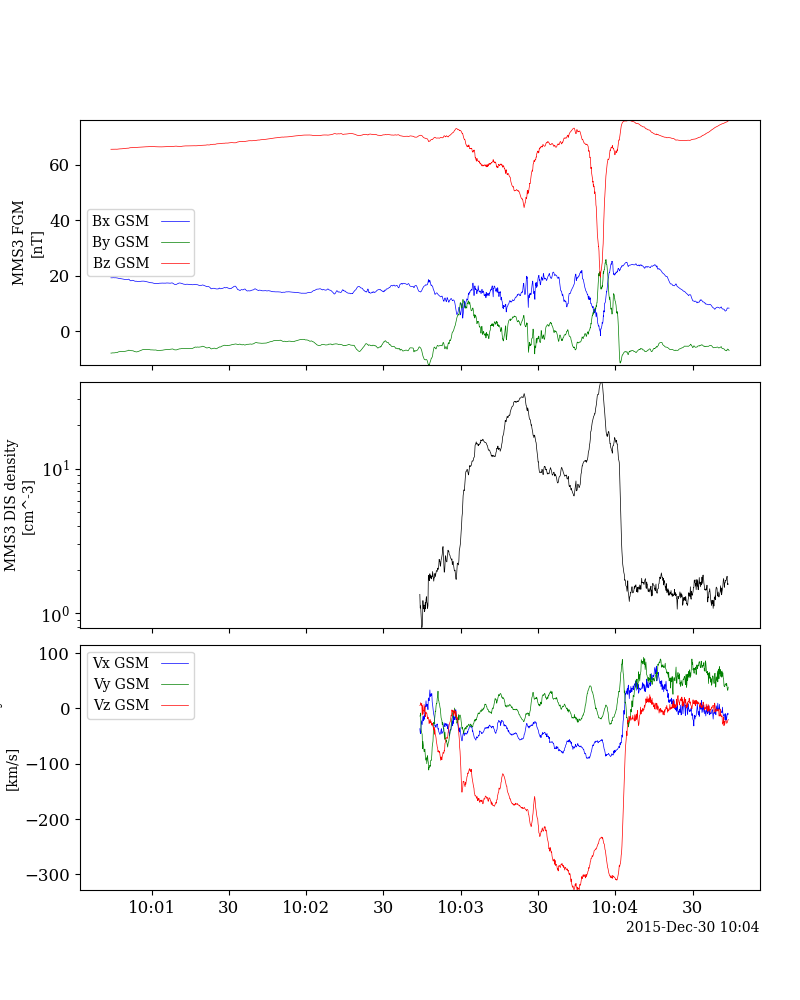 MMS3 FGM
[nT]
60
40
20
0
Bx GSM
By GSM
Bz GSM
MMS3 DIS density
[cm^-3]
10^1
10^0
100
0
−100
−200
−300
[km/s]
Vx GSM
Vy GSM
Vz GSM
10:01 30 10:02 30 10:03 30 10:04 30
2015-Dec-30 10:04